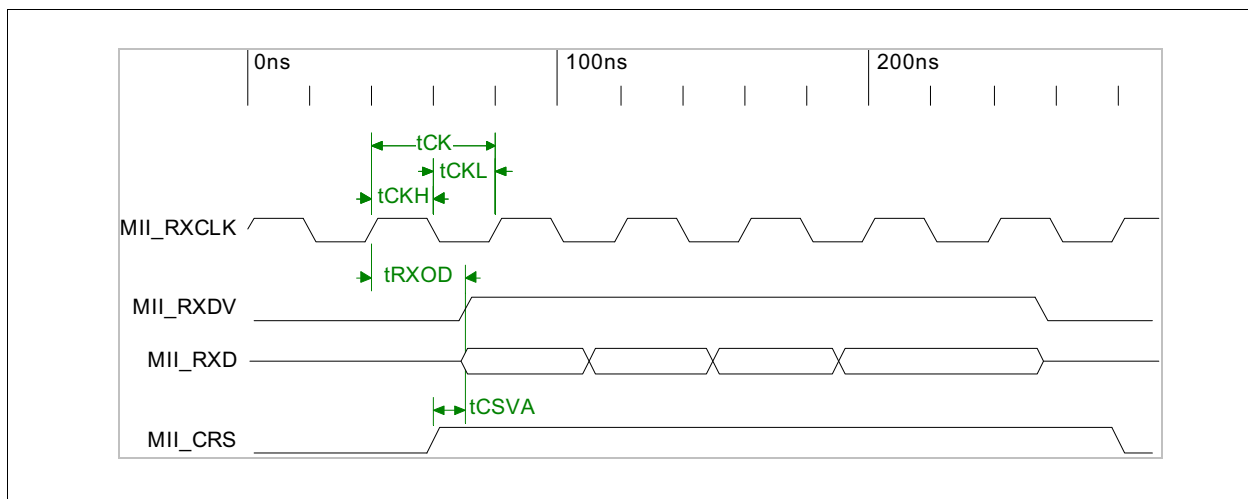 0ns 100ns 200ns
tCK
tCKL
tCKH
MII_RXCLK
tRXOD
MII_RXDV
MII_RXD
tCSVA
MII_CRS